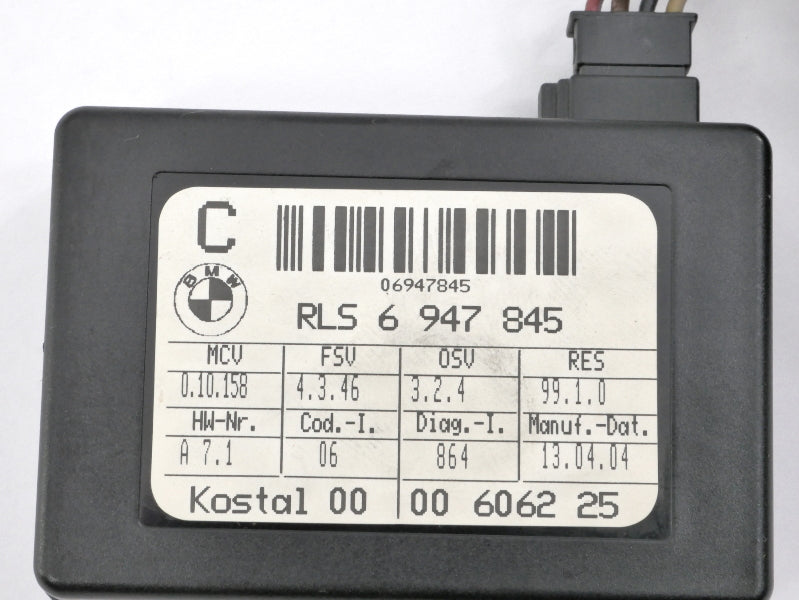 C
06947845
BMW
RLS 6 947 845
MCV FSV OSV RES
0.10.158 4.3.46 3.2.4 99.1.0
HW-Nr. Cod.-I. Diag.-I. Manuf.-Dat.
A 7.1 06 864 13.04.04
Kostal 00 00 606 2 25